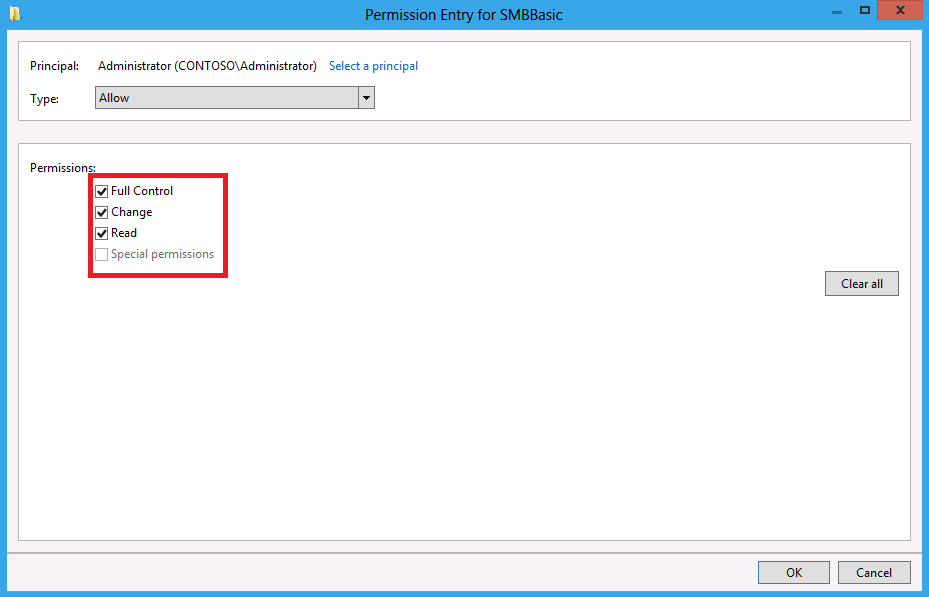 Permission Entry for SMBBasic
Principal: Administrator (CONTOSO\Administrator) Select a principal
Type: Allow
Permissions:
Full Control
Change
Read
Special permissions
Clear all
OK Cancel